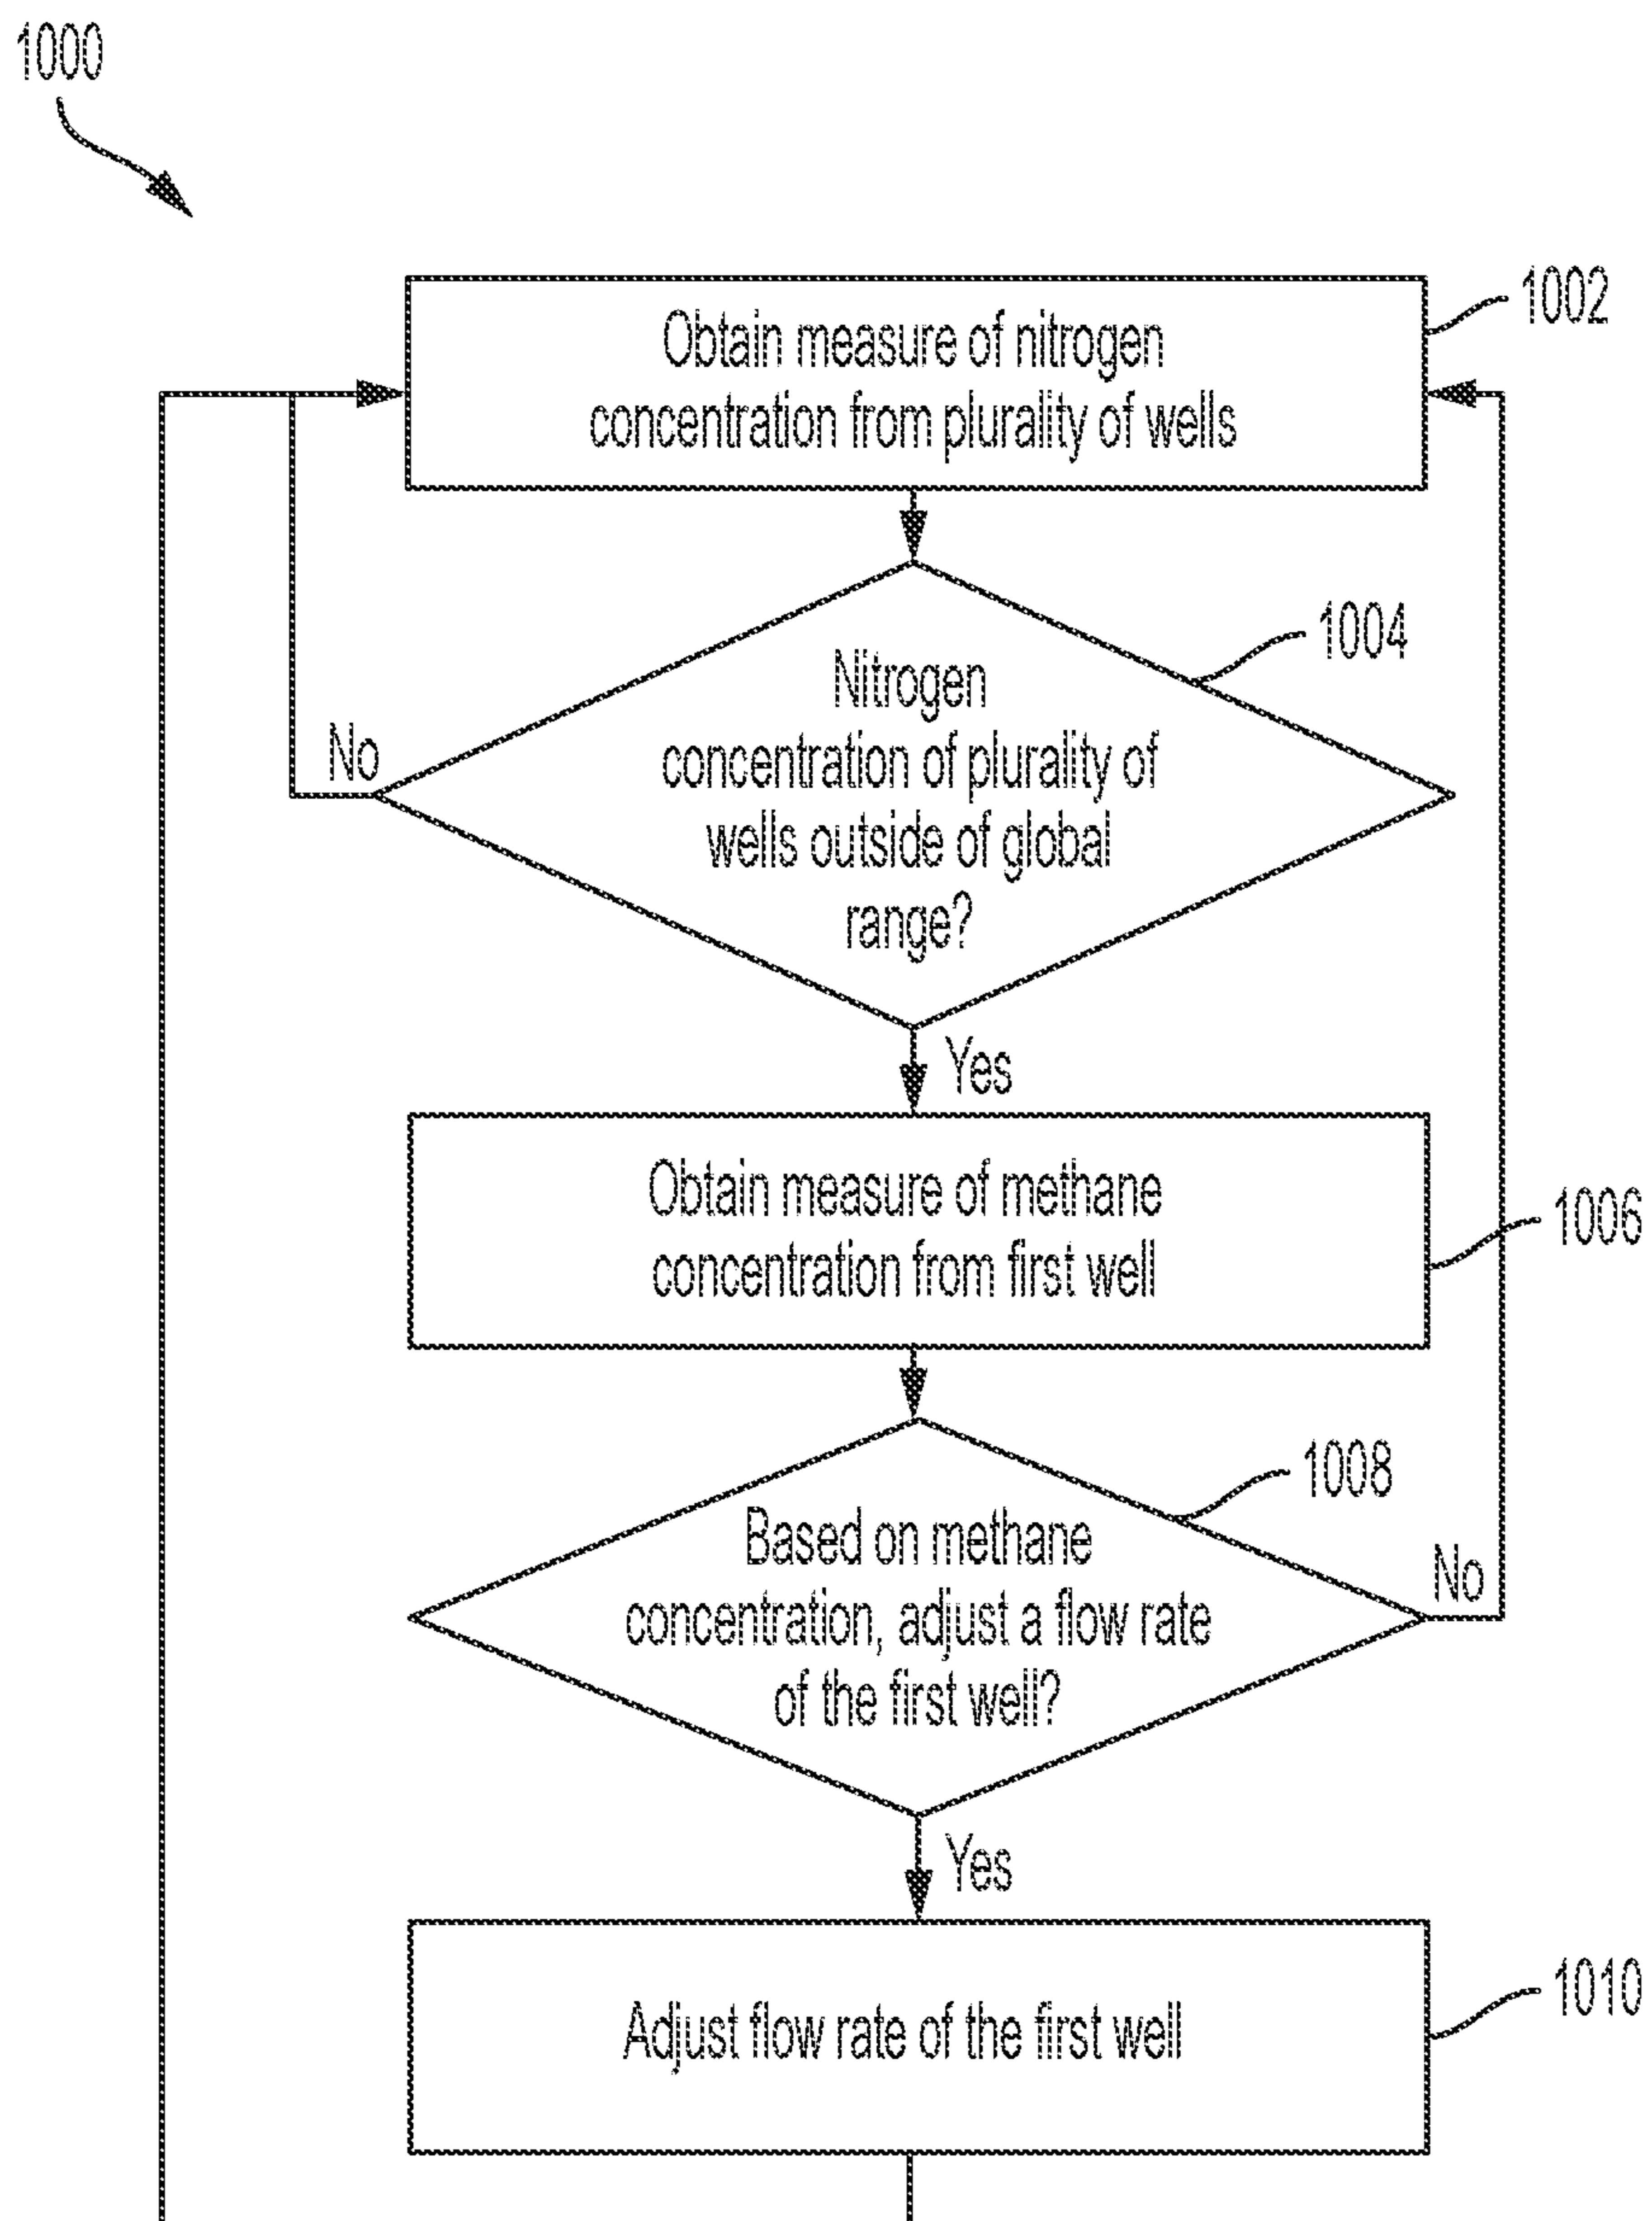 1000
1002
Obtain measure of nitrogen
concentration from plurality of wells
1004
Nitrogen
concentration of plurality of
wells outside of global
range?
No
Yes
Obtain measure of methane
concentration from first well
1006
1008
Based on methane
concentration, adjust a flow rate
of the first well?
No
Yes
Adjust flow rate of the first well
1010